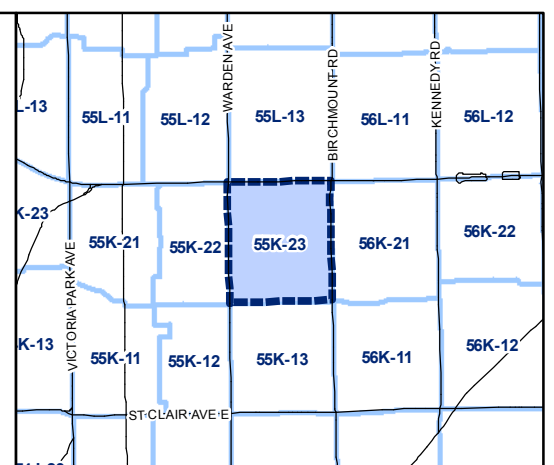 WARDEN AVE
BIRCHMOUNT RD
KENNEDY RD
L-13
55L-11
55L-12
55L-13
56L-11
56L-12
K-23
55K-21
55K-22
55K-23
56K-21
56K-22
VICTORIA PARK AVE
K-13
55K-11
55K-12
55K-13
56K-11
56K-12
ST CLAIR AVE E